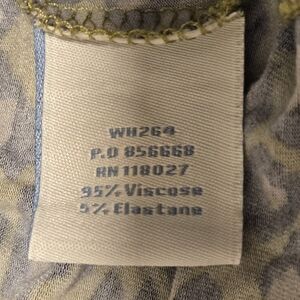 WH264
P.O 856668
RN 118027
95% Viscose
5% Elastane